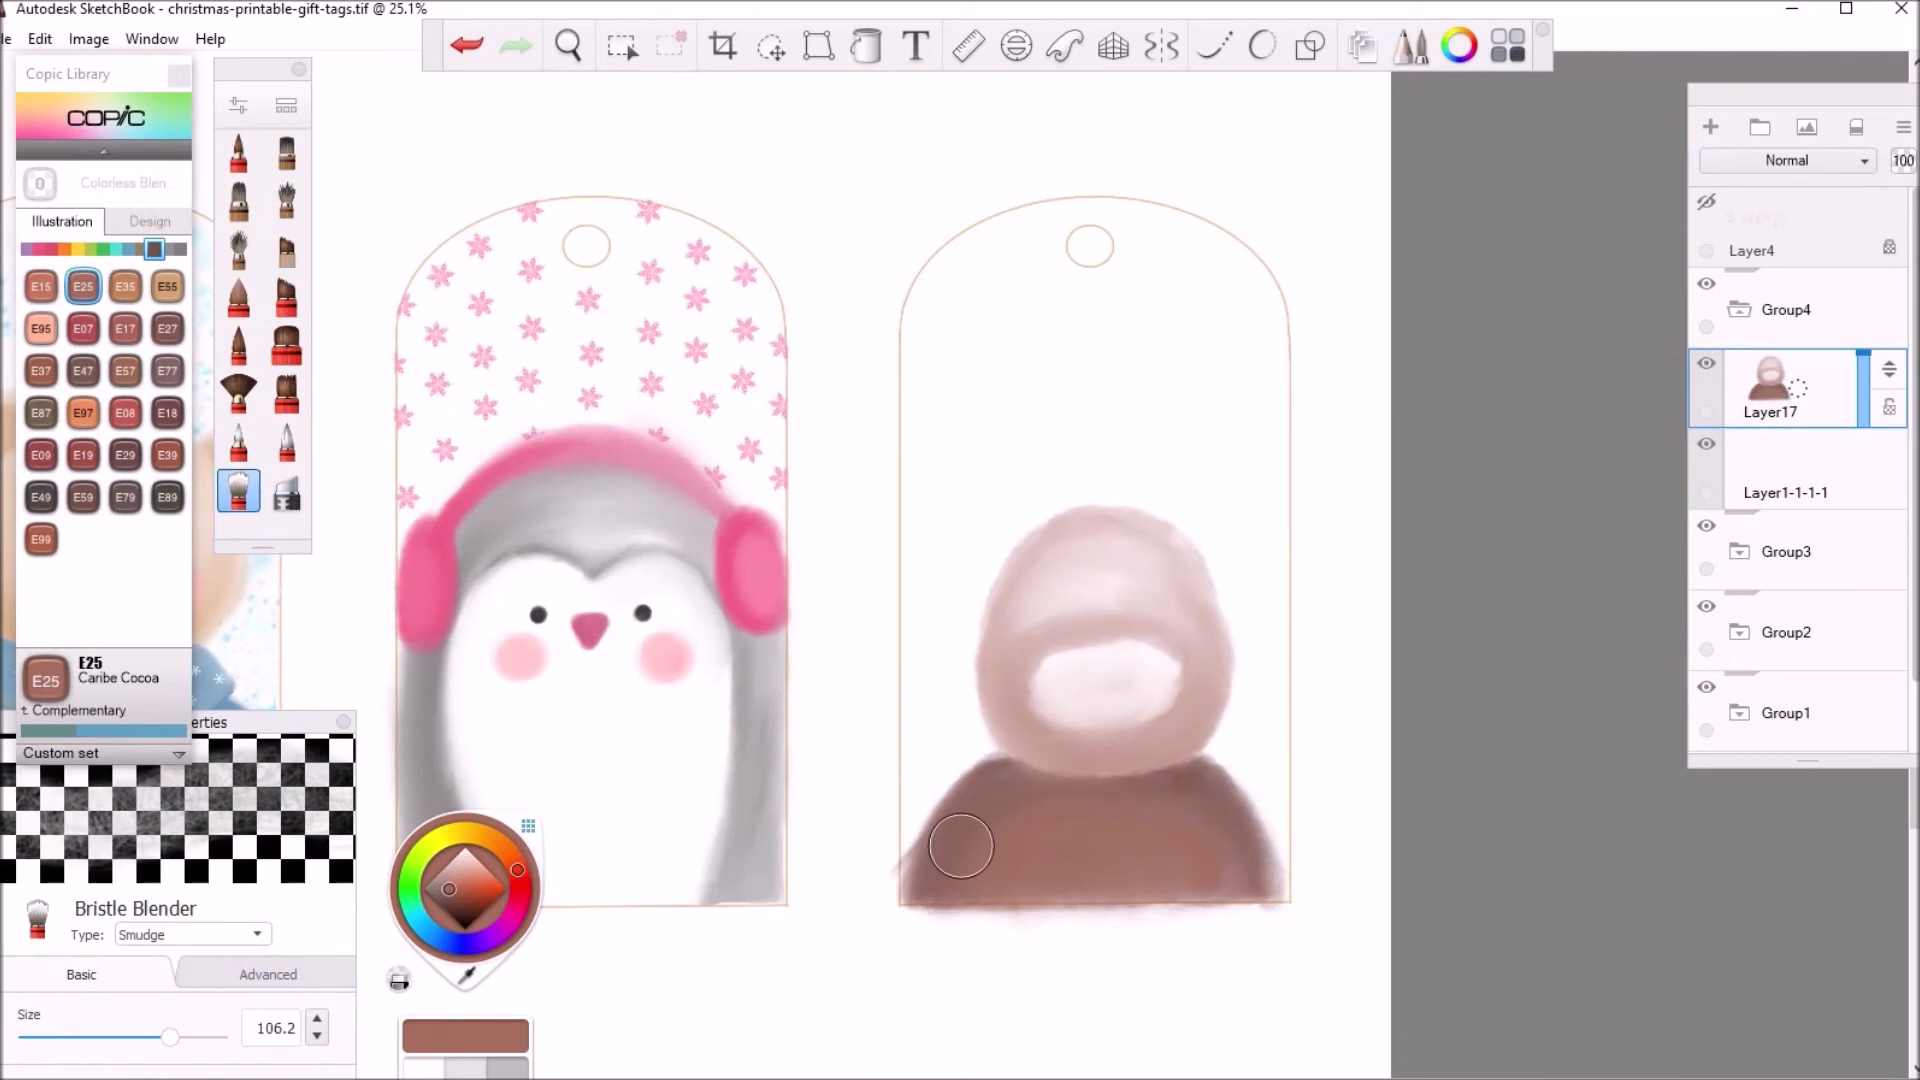 Autodesk SketchBook - christmas-printable-gift-tags.tif @ 25.1%
le Edit Image Window Help
Copic Library
COPIC
0 Colorless Blen
Illustration Design
E15 E25 E35 E55
E95 E07 E17 E27
E37 E47 E57 E77
E87 E97 E08 E18
E09 E19 E29 E39
E49 E59 E79 E89
E99
E25
E25
Caribe Cocoa
Complementary
Custom set
erties
Bristle Blender
Type: Smudge
Basic Advanced
Size 106.2
T
Normal 100
Layer4
Group4
Layer17
Layer1-1-1-1
Group3
Group2
Group1